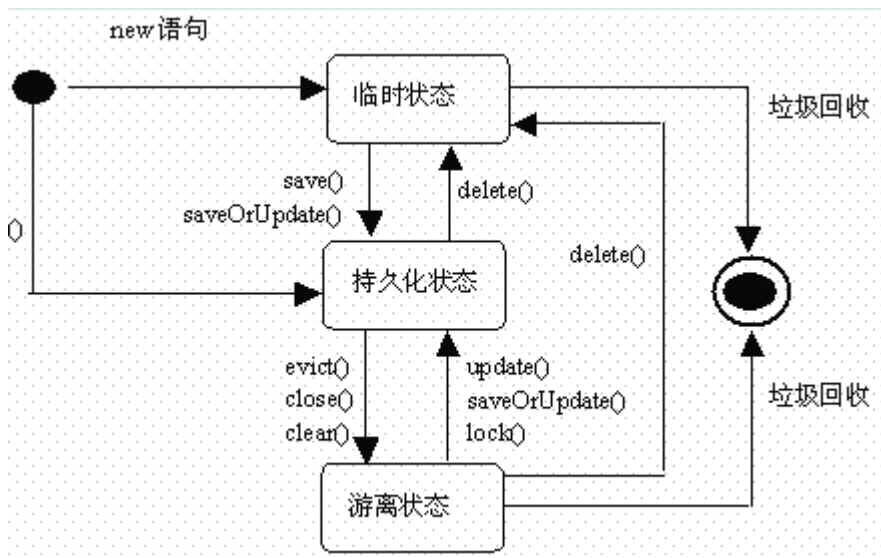 new语句
临时状态
垃圾回收
save()
saveOrUpdate()
delete()
()
delete()
持久化状态
evict()
close()
clear()
update()
saveOrUpdate()
lock()
垃圾回收
游离状态